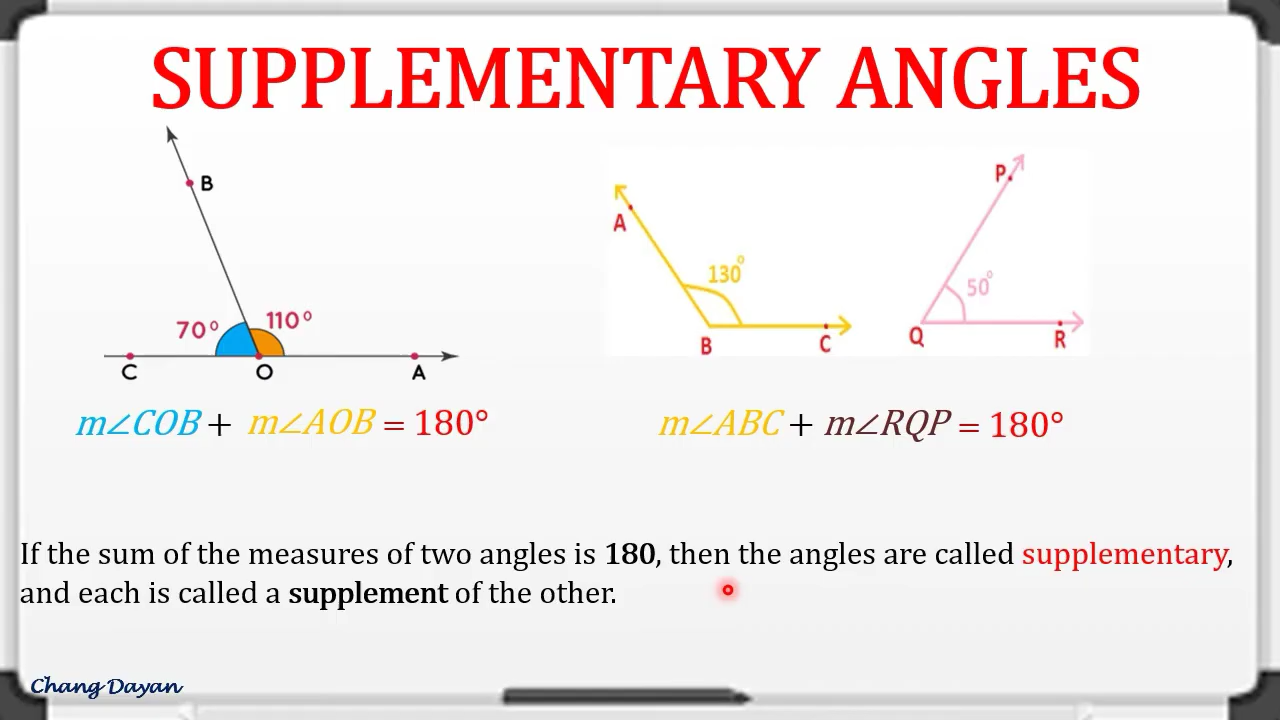 SUPPLEMENTARY ANGLES
B
70°
110°
C
O
A
A
130°
B
C
P
50°
Q
R
m∠COB + m∠AOB = 180°
m∠ABC + m∠RQP = 180°
If the sum of the measures of two angles is 180, then the angles are called supplementary,
and each is called a supplement of the other.
Chang Dayan